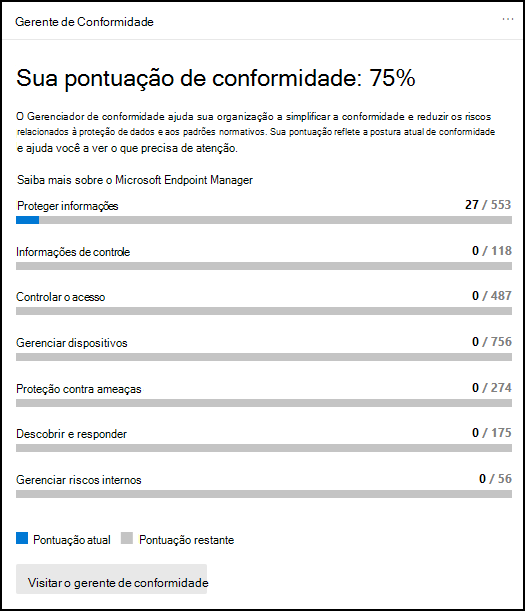 Gerente de Conformidade
Sua pontuação de conformidade: 75%
O Gerenciador de conformidade ajuda sua organização a simplificar a conformidade e reduzir os riscos
relacionados à proteção de dados e aos padrões normativos. Sua pontuação reflete a postura atual de conformidade
e ajuda você a ver o que precisa de atenção.
Saiba mais sobre o Microsoft Endpoint Manager
Proteger informações 27 / 553
Informações de controle 0 / 118
Controlar o acesso 0 / 487
Gerenciar dispositivos 0 / 756
Proteção contra ameaças 0 / 274
Descobrir e responder 0 / 175
Gerenciar riscos internos 0 / 56
Pontuação atual Pontuação restante
Visitar o gerente de conformidade